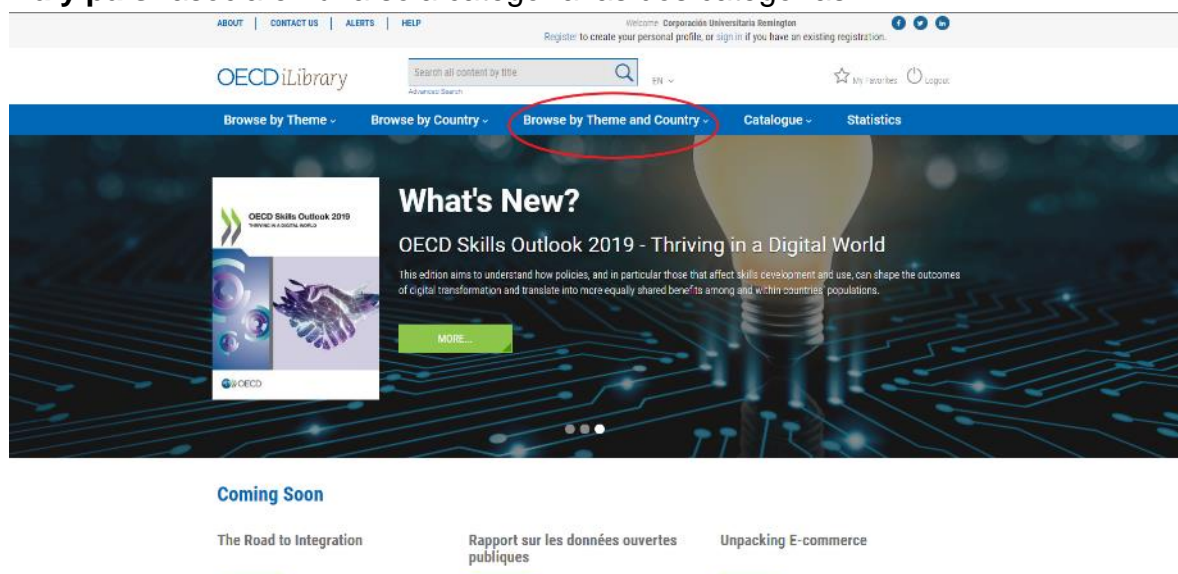 ABOUT | CONTACT US | ALERTS | HELP
Welcome Corporación Universitaria Remington
Register to create your personal profile, or sign in if you have an existing registration.
OECD iLibrary
Search all content by title
EN
My Favorites Logout
Advanced Search
Browse by Theme Browse by Country Browse by Theme and Country Catalogue Statistics
OECD Skills Outlook 2019
THRIVING IN A DIGITAL WORLD
OECD
What's New?
OECD Skills Outlook 2019 - Thriving in a Digital World
This edition aims to understand how policies, and in particular those that affect skills development and use, can shape the outcomes
of digital transformation and translate into more equally shared benefits among and within countries' populations.
MORE...
Coming Soon
The Road to Integration
Rapport sur les données ouvertes
publiques
Unpacking E-commerce